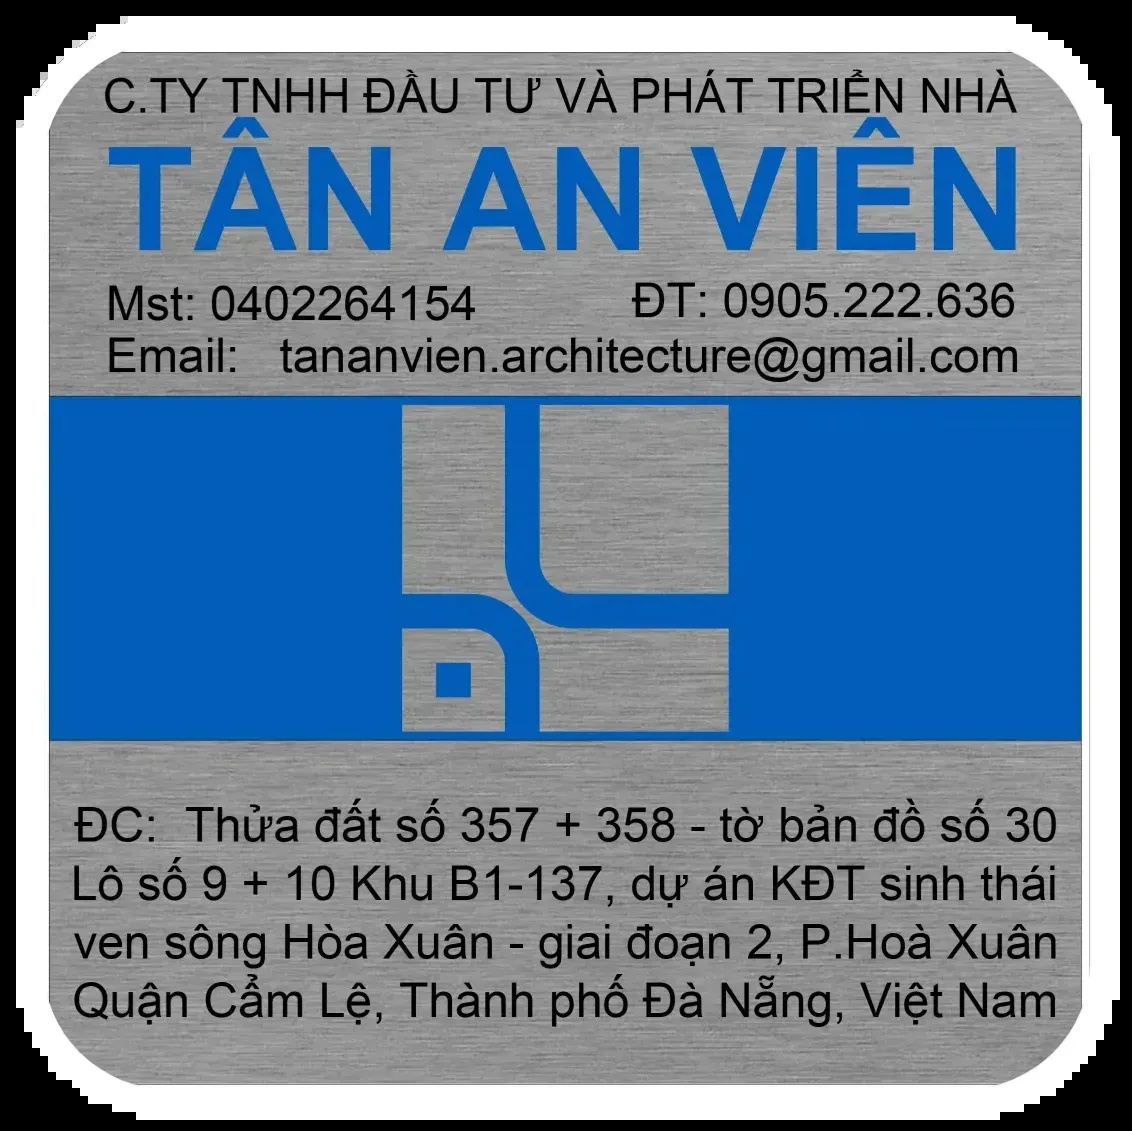 C.TY TNHH ĐẦU TƯ VÀ PHÁT TRIỂN NHÀ
TÂN AN VIÊN
Mst: 0402264154 ĐT: 0905.222.636
Email: tananvien.architecture@gmail.com
ĐC: Thửa đất số 357 + 358 - tờ bản đồ số 30
Lô số 9 + 10 Khu B1-137, dự án KĐT sinh thái
ven sông Hòa Xuân - giai đoạn 2, P.Hoà Xuân
Quận Cẩm Lệ, Thành phố Đà Nẵng, Việt Nam